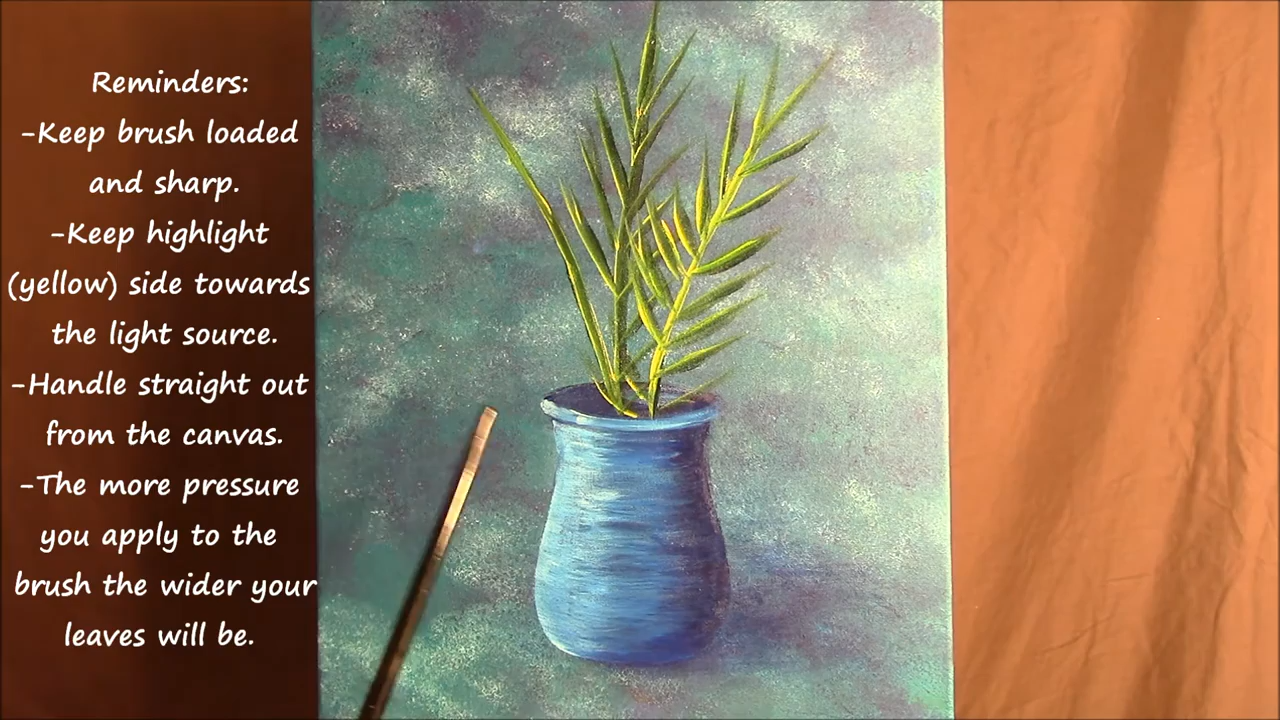 Reminders:
-Keep brush loaded
and sharp.
-Keep highlight
(yellow) side towards
the light source.
-Handle straight out
from the canvas.
-The more pressure
you apply to the
brush the wider your
leaves will be.